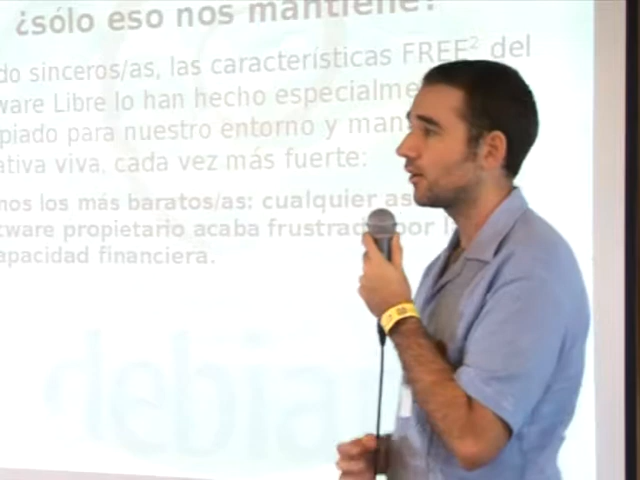 ¿sólo eso nos mantiene?
do sinceros/as, las características FREE² del
ware Libre lo han hecho especialme
piado para nuestro entorno y man
ativa viva, cada vez más fuerte:
nos los más baratos/as: cualquier as
tware propietario acaba frustrad por l
apacidad financiera.
debian